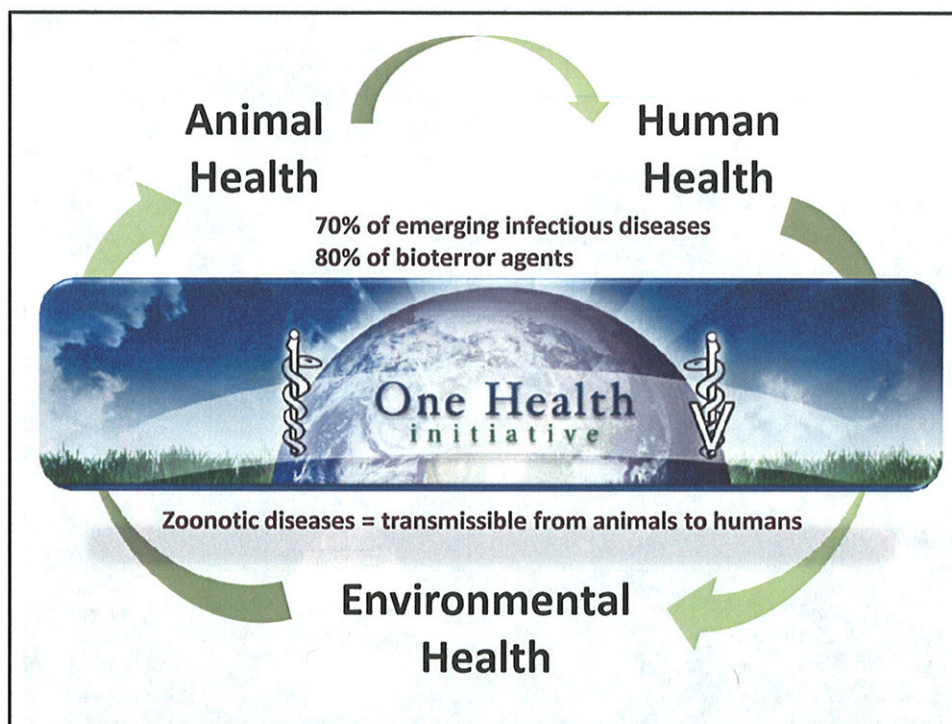 Animal
Health
Human
Health
70% of emerging infectious diseases
80% of bioterror agents
One Health
initiative
V
Zoonotic diseases = transmissible from animals to humans
Environmental
Health